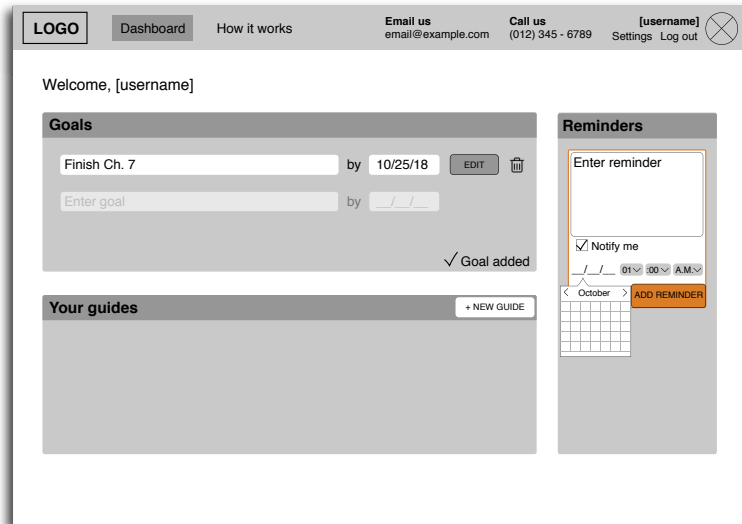 LOGO
Dashboard
How it works
Email us
email@example.com
Call us
(012) 345 - 6789
[username]
Settings Log out
Welcome, [username]
Goals
Finish Ch. 7 by 10/25/18 EDIT
Enter goal by __/__/__
Goal added
Your guides
+ NEW GUIDE
Reminders
Enter reminder
Notify me
__/__/__ 01 :00 A.M.
< October >
ADD REMINDER